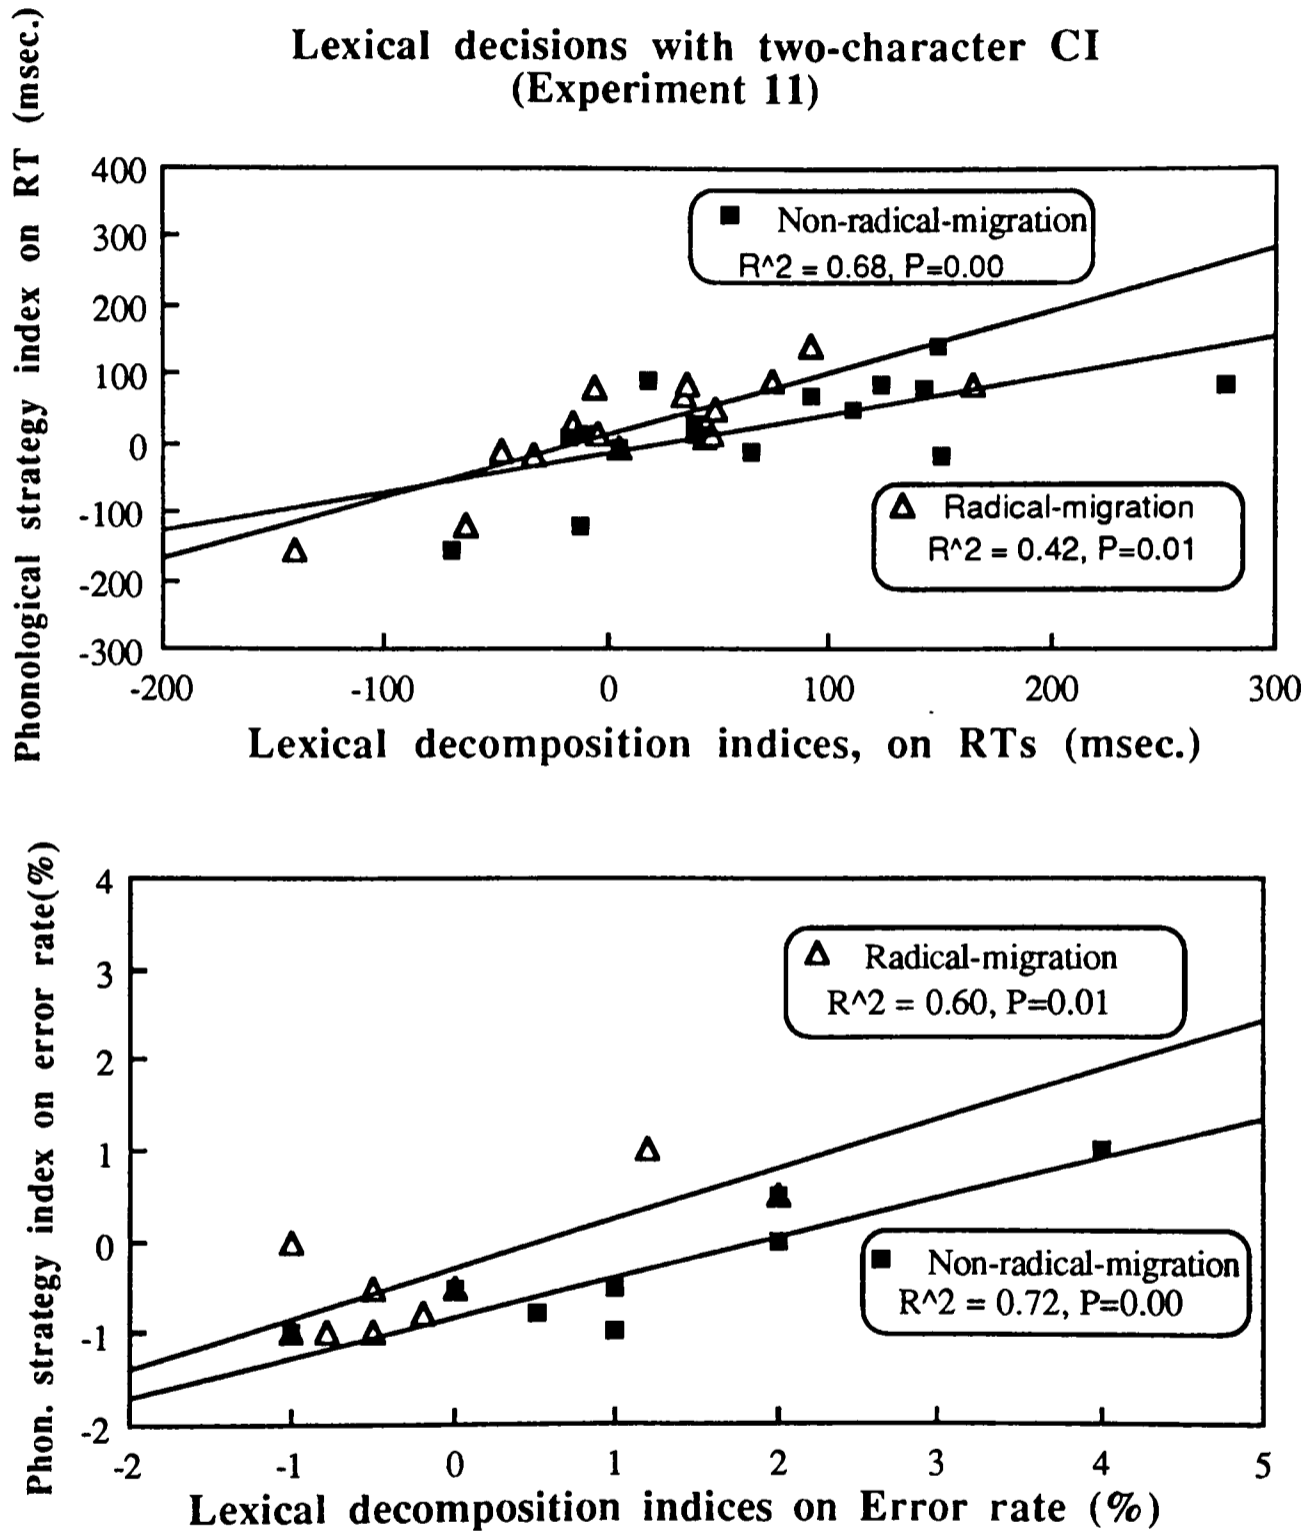 Lexical decisions with two-character CI
(Experiment 11)
Phonological strategy index on RT (msec.)
400
300
200
100
0
-100
-200
-300
Non-radical-migration
R^2 = 0.68, P=0.00
Radical-migration
R^2 = 0.42, P=0.01
-200 -100 0 100 200 300
Lexical decomposition indices, on RTs (msec.)
Phon. strategy index on error rate(%)
4
3
2
1
0
-1
-2
Radical-migration
R^2 = 0.60, P=0.01
Non-radical-migration
R^2 = 0.72, P=0.00
-2 -1 0 1 2 3 4 5
Lexical decomposition indices on Error rate (%)